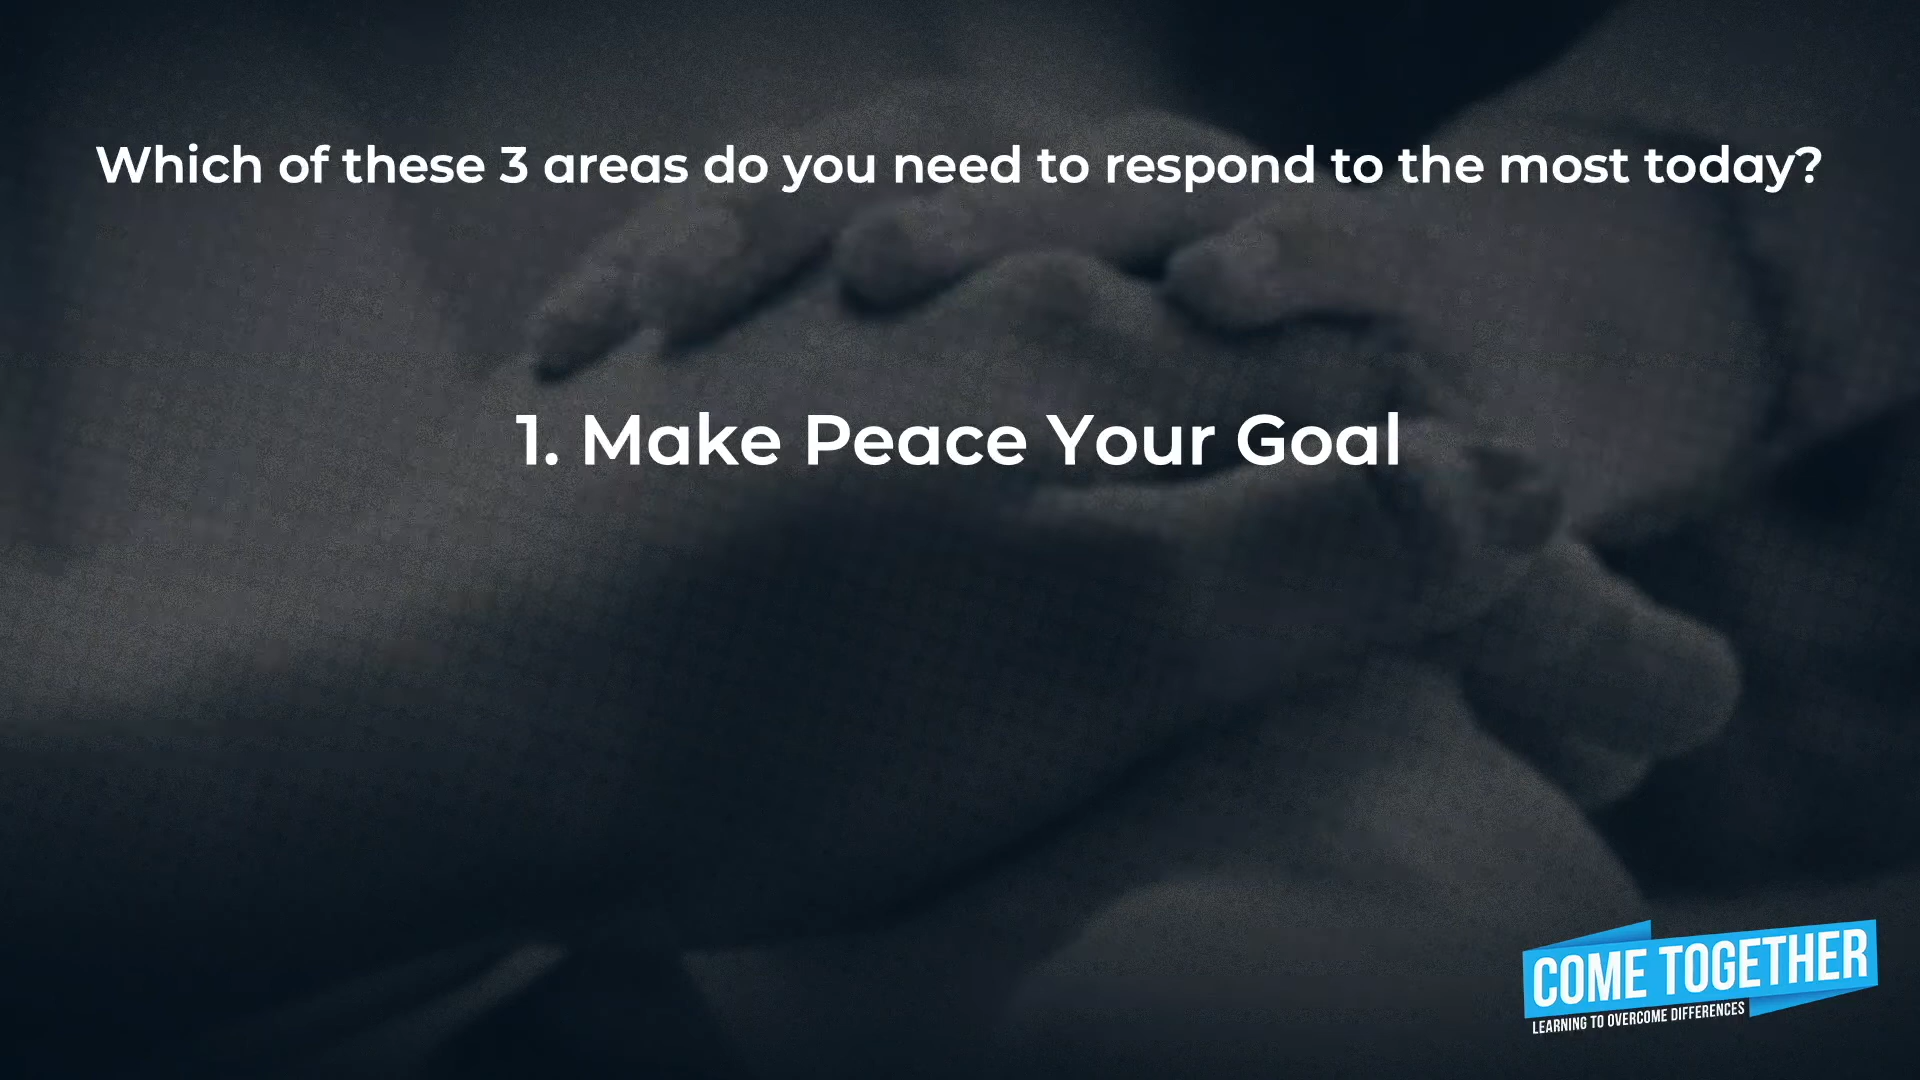 Which of these 3 areas do you need to respond to the most today?
1. Make Peace Your Goal
COME TOGETHER
LEARNING TO OVERCOME DIFFERENCES